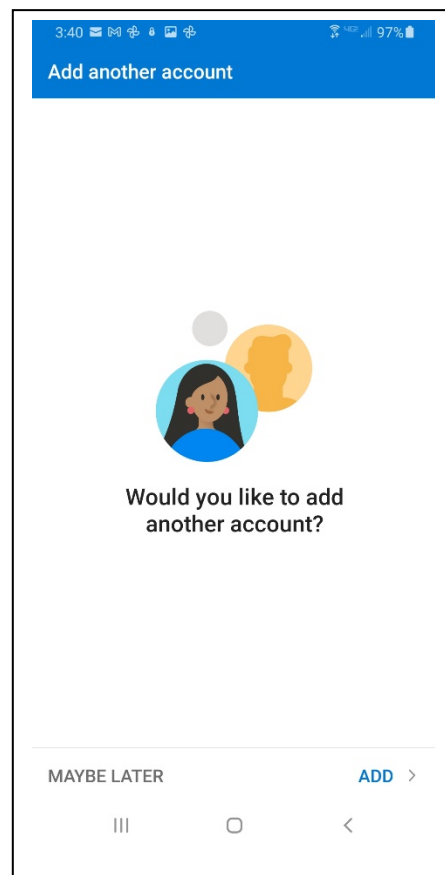 3:40 97%
Add another account
Would you like to add
another account?
MAYBE LATER ADD >